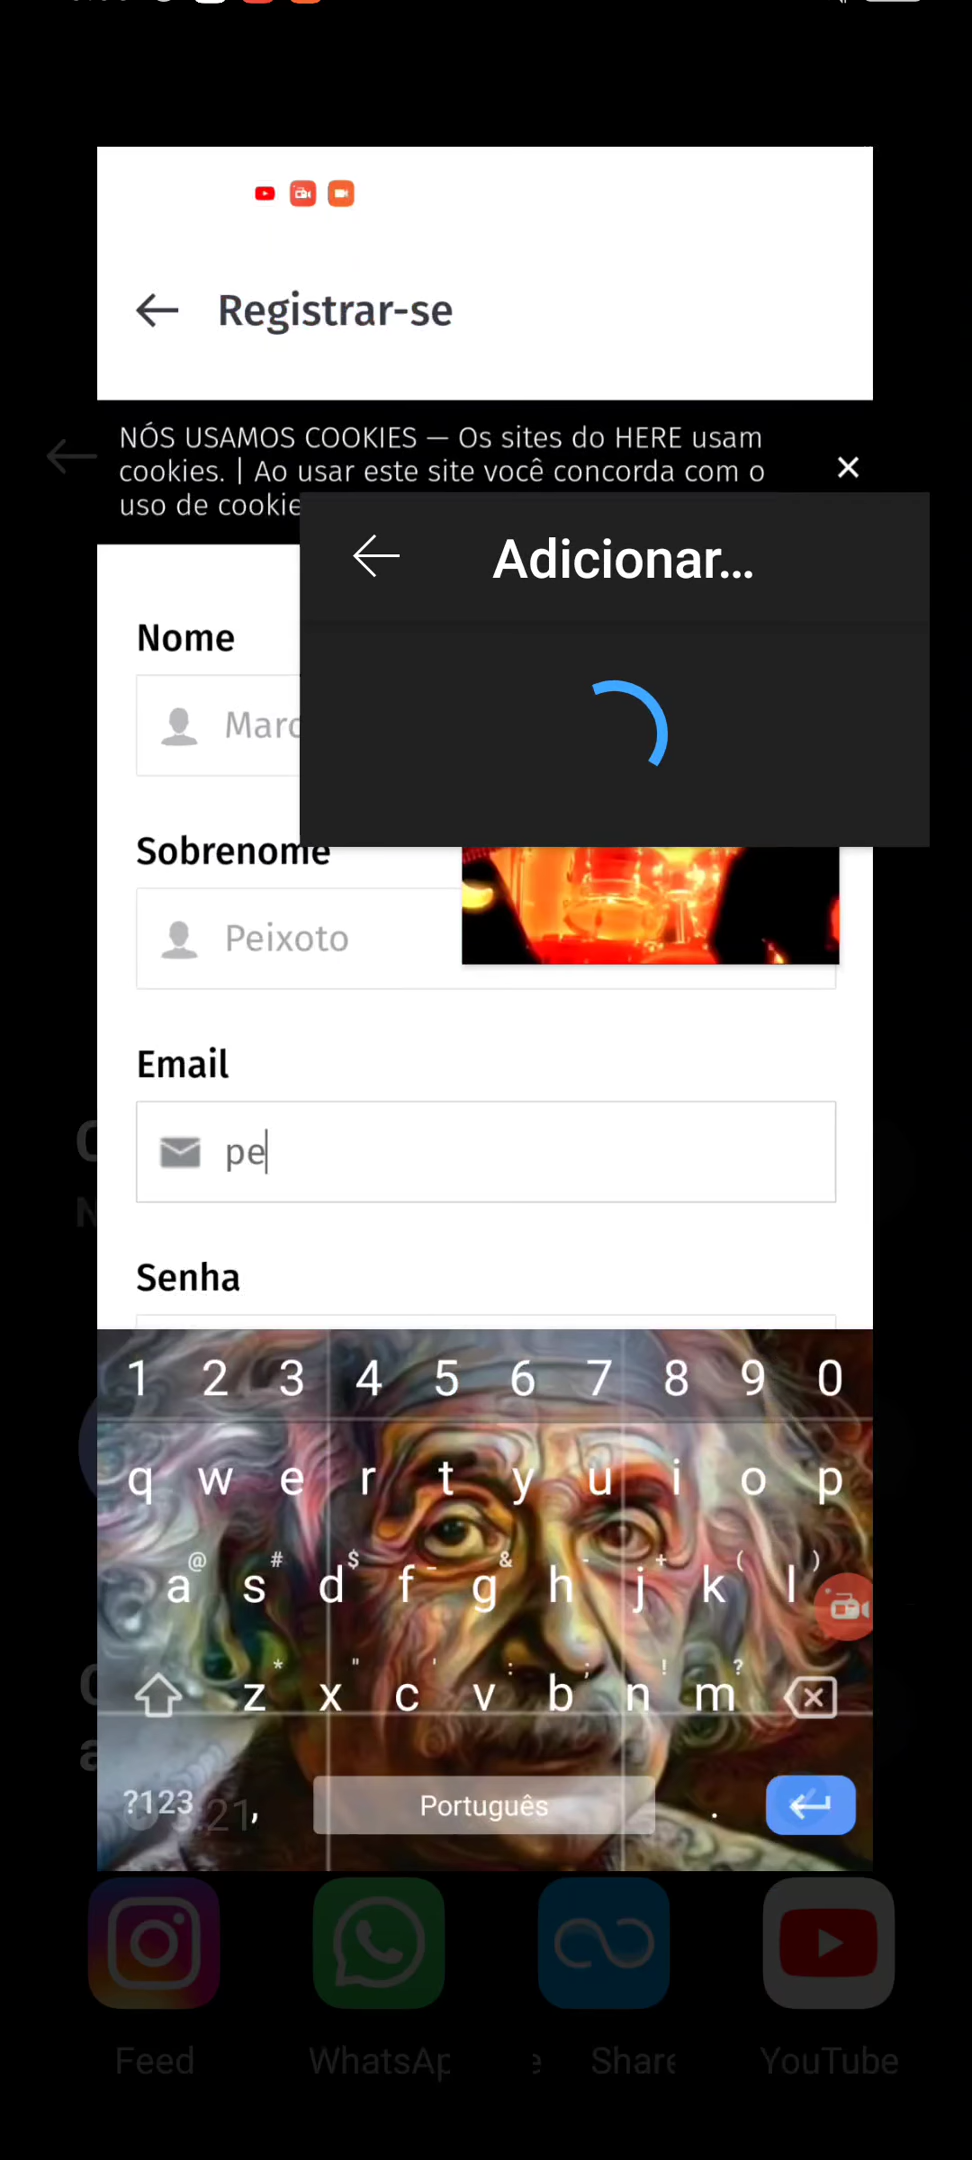 Registrar-se
NÓS USAMOS COOKIES — Os sites do HERE usam
cookies. | Ao usar este site você concorda com o
uso de cookie
Adicionar...
Nome
Marc
Sobrenome
Peixoto
Email
pe
Senha
1 2 3 4 5 6 7 8 9 0
q w e r t y u i o p
@ # $ - & - + ( )
a s d f g h j k l
* " ' : ; ! ?
z x c v b n m
?123 , Português .
Feed WhatsAp e Share YouTube